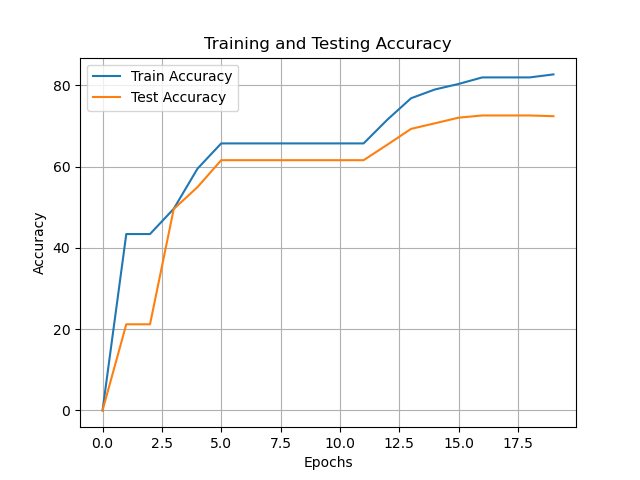 Training and Testing Accuracy
Train Accuracy
Test Accuracy
80
60
40
20
0
Accuracy
0.0 2.5 5.0 7.5 10.0 12.5 15.0 17.5
Epochs